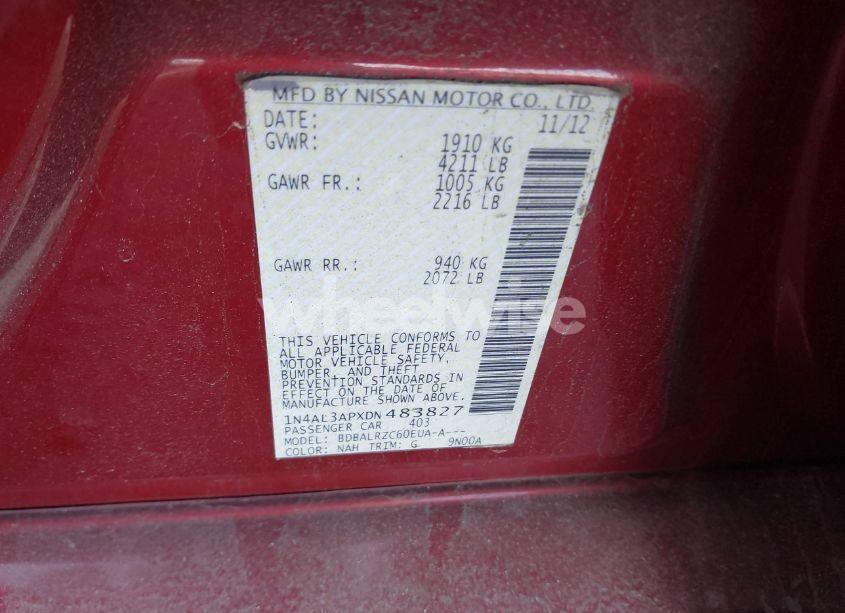 MFD BY NISSAN MOTOR CO., LTD.
DATE: 11/12
GVWR: 1910 KG
4211 LB
GAWR FR.: 1005 KG
2216 LB
GAWR RR.: 940 KG
2072 LB
wheelwise
THIS VEHICLE CONFORMS TO
ALL APPLICABLE FEDERAL
MOTOR VEHICLE SAFETY,
BUMPER, AND THEFT
PREVENTION STANDARDS IN
EFFECT ON THE DATE OF
MANUFACTURE SHOWN ABOVE.
1N4AL3APXDN483827
PASSENGER CAR 403
MODEL: BDBALRZC60EUA-A---
COLOR: NAH TRIM: G 9N00A